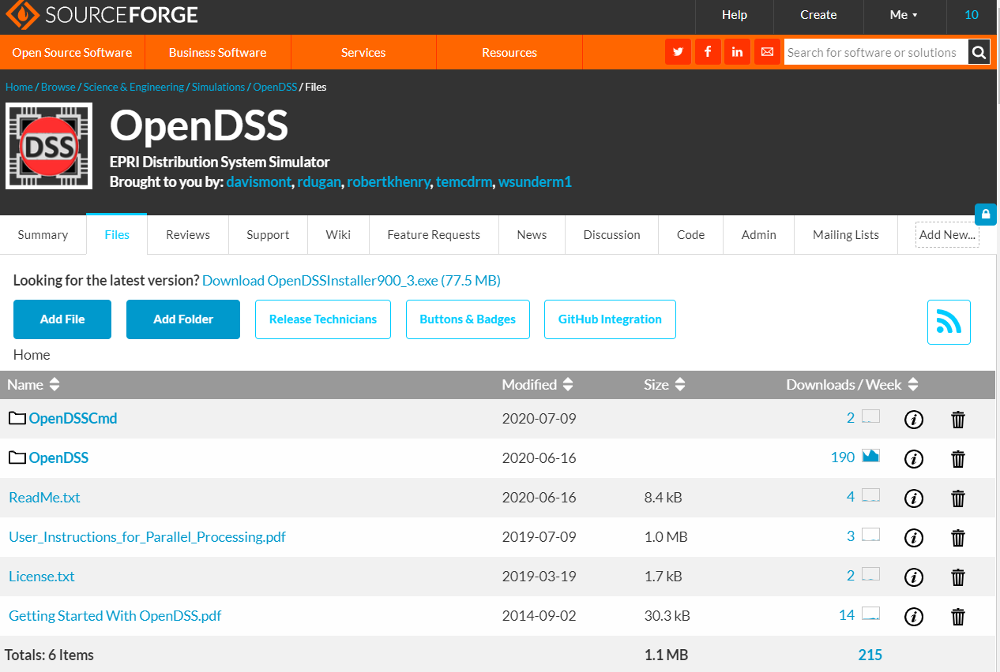 SOURCEFORGE
Help Create Me 10
Open Source Software Business Software Services Resources Search for software or solutions
Home / Browse / Science & Engineering / Simulations / OpenDSS / Files
DSS
OpenDSS
EPRI Distribution System Simulator
Brought to you by: davismont, rdugan, robertkhenry, temcdrm, wsunderm1
Summary Files Reviews Support Wiki Feature Requests News Discussion Code Admin Mailing Lists Add New...
Looking for the latest version? Download OpenDSSInstaller900_3.exe (77.5 MB)
Add File Add Folder Release Technicians Buttons & Badges GitHub Integration
Home
Name Modified Size Downloads / Week
OpenDSSCmd 2020-07-09 2
OpenDSS 2020-06-16 190
ReadMe.txt 2020-06-16 8.4 kB 4
User_Instructions_for_Parallel_Processing.pdf 2019-07-09 1.0 MB 3
License.txt 2019-03-19 1.7 kB 2
Getting Started With OpenDSS.pdf 2014-09-02 30.3 kB 14
Totals: 6 Items 1.1 MB 215